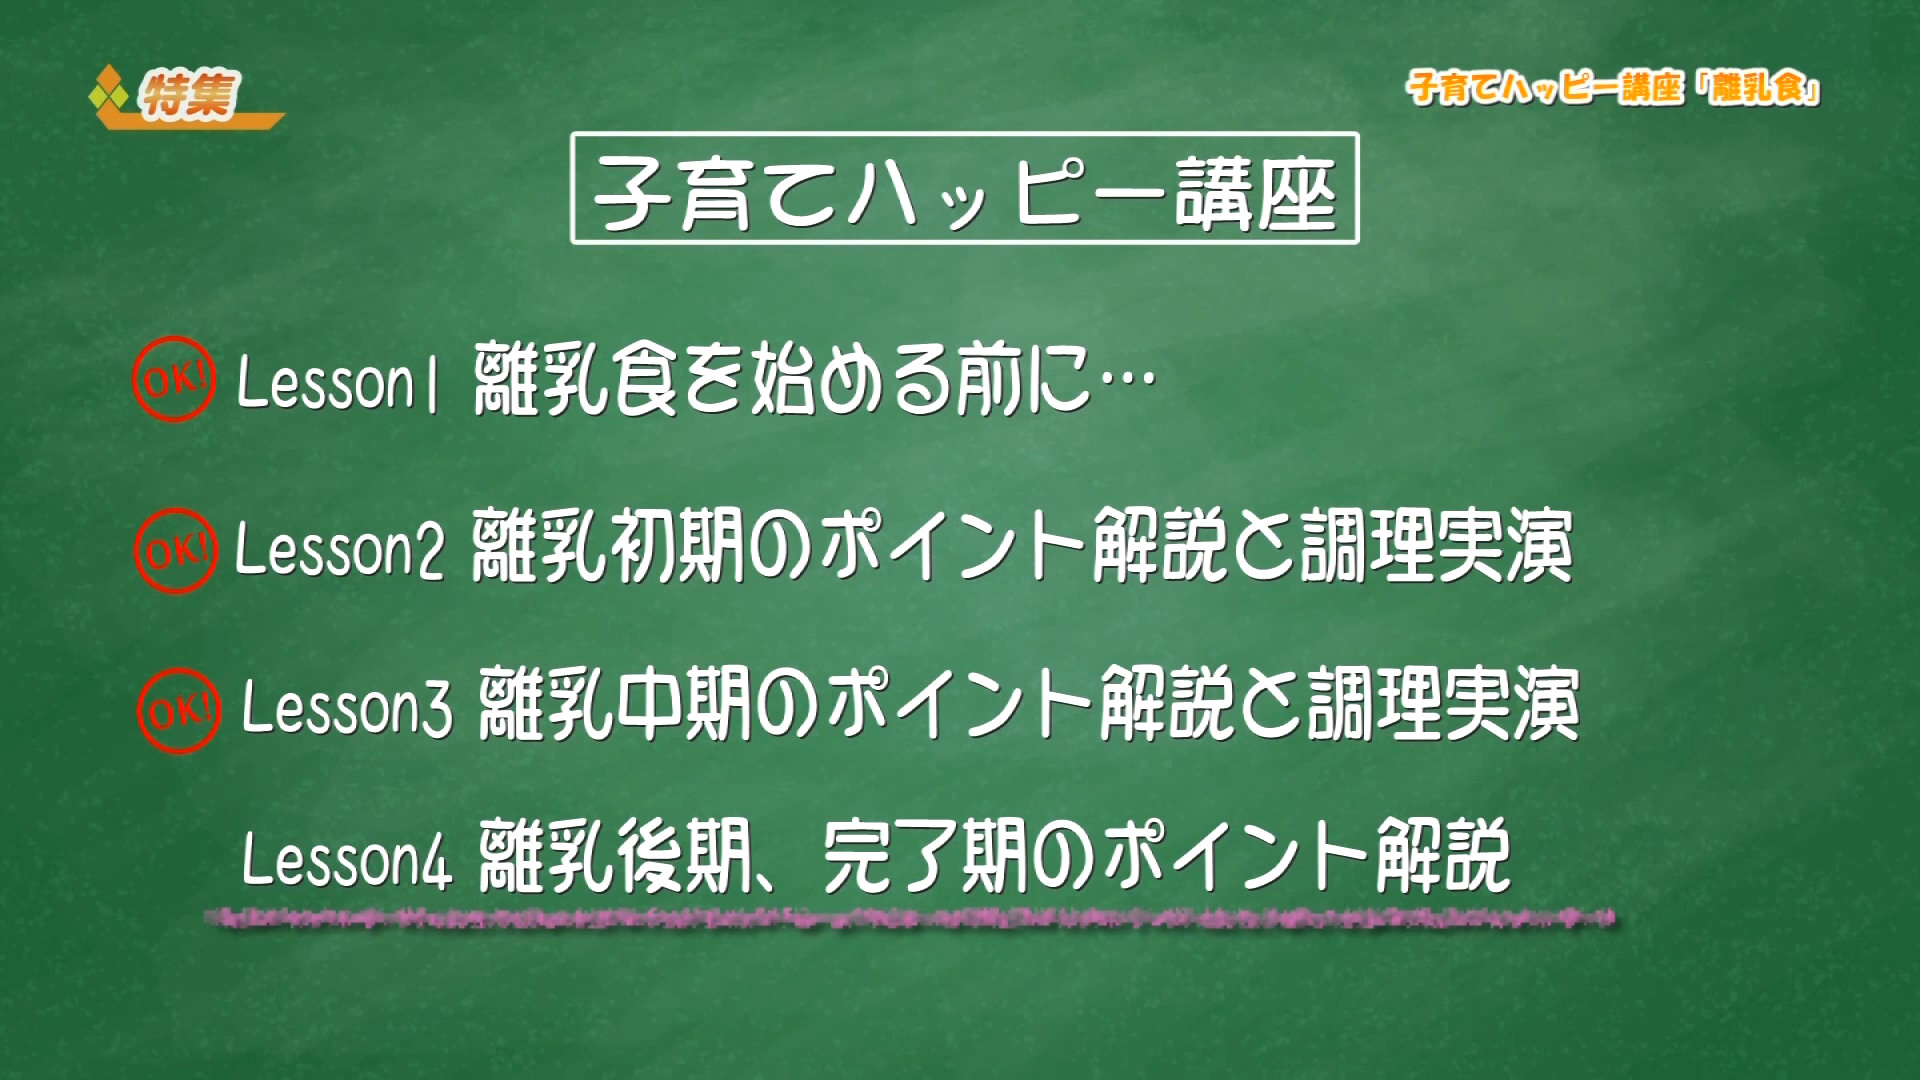 特集
子育てハッピー講座「離乳食」
子育てハッピー講座
OK! Lesson1 離乳食を始める前に…
OK! Lesson2 離乳初期のポイント解説と調理実演
OK! Lesson3 離乳中期のポイント解説と調理実演
Lesson4 離乳後期、完了期のポイント解説